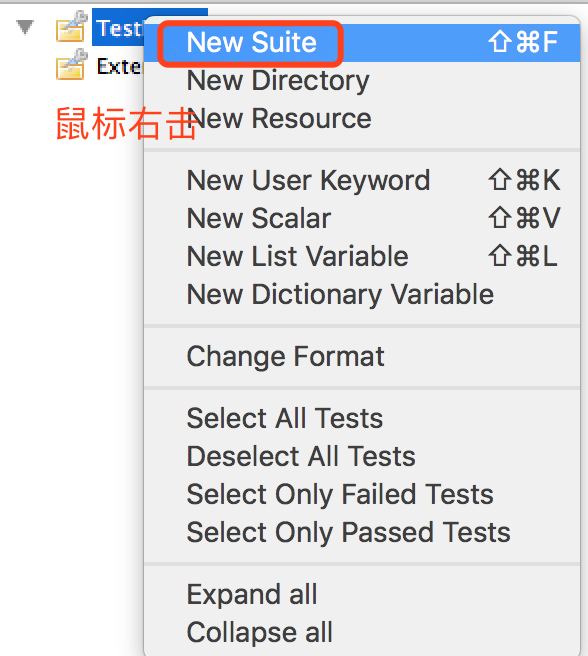 New Suite ⇧⌘F
New Directory
鼠标右击
New Resource
New User Keyword ⇧⌘K
New Scalar ⇧⌘V
New List Variable ⇧⌘L
New Dictionary Variable
Change Format
Select All Tests
Deselect All Tests
Select Only Failed Tests
Select Only Passed Tests
Expand all
Collapse all